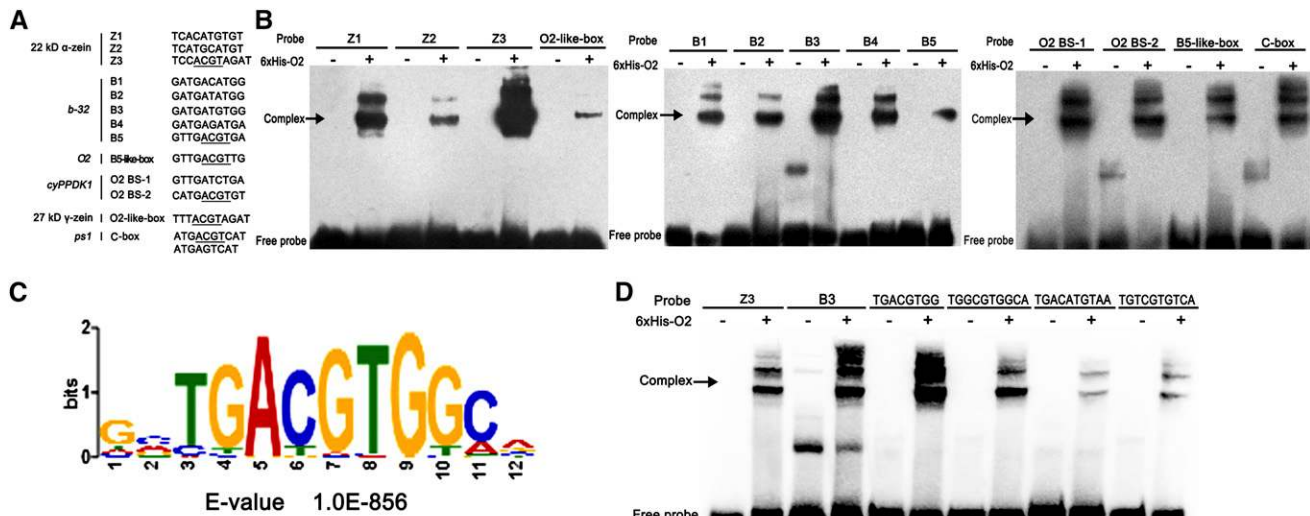 A
22 kD α-zein
Z1 TCACATGTGT
Z2 TCATGCATGT
Z3 TCCACGTAGAT
b-32
B1 GATGACATGG
B2 GATGATATGG
B3 GATGATGTGG
B4 GATGAGATGA
B5 GTTGACGTGA
O2 B5-like-box GTTGACGTTG
cyPPDK1
O2 BS-1 GTTGATCTGA
O2 BS-2 CATGACGTGT
27 kD γ-zein O2-like-box TTTACGTAGAT
ps1 C-box ATGACGTCAT
ATGAGTCAT
B
Probe Z1 Z2 Z3 O2-like-box
6xHis-O2 - + - + - + - +
Complex
Free probe
Probe B1 B2 B3 B4 B5
6xHis-O2 - + - + - + - + - +
Complex
Free probe
Probe O2 BS-1 O2 BS-2 B5-like-box C-box
6xHis-O2 - + - + - + - +
Complex
Free probe
C
2
bits
1
0
TGACGTGGC
1 2 3 4 5 6 7 8 9 10 11 12
E-value 1.0E-856
D
Probe Z3 B3 TGACGTGG TGGCGTGGCA TGACATGTAA TGTCGTGTCA
6xHis-O2 - + - + - + - + - + - +
Complex
Free probe